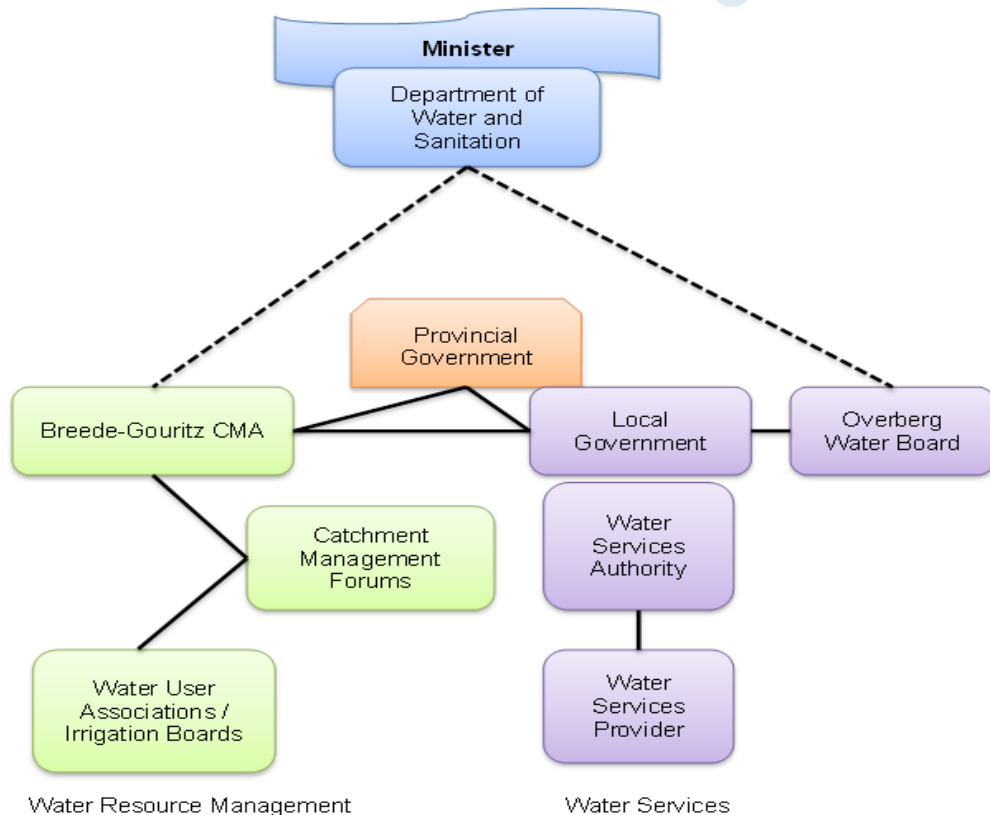 Minister
Department of
Water and
Sanitation
Provincial
Government
Breede-Gouritz CMA
Local
Government
Overberg
Water Board
Catchment
Management
Forums
Water
Services
Authority
Water User
Associations /
Irrigation Boards
Water
Services
Provider
Water Resource Management
Water Services